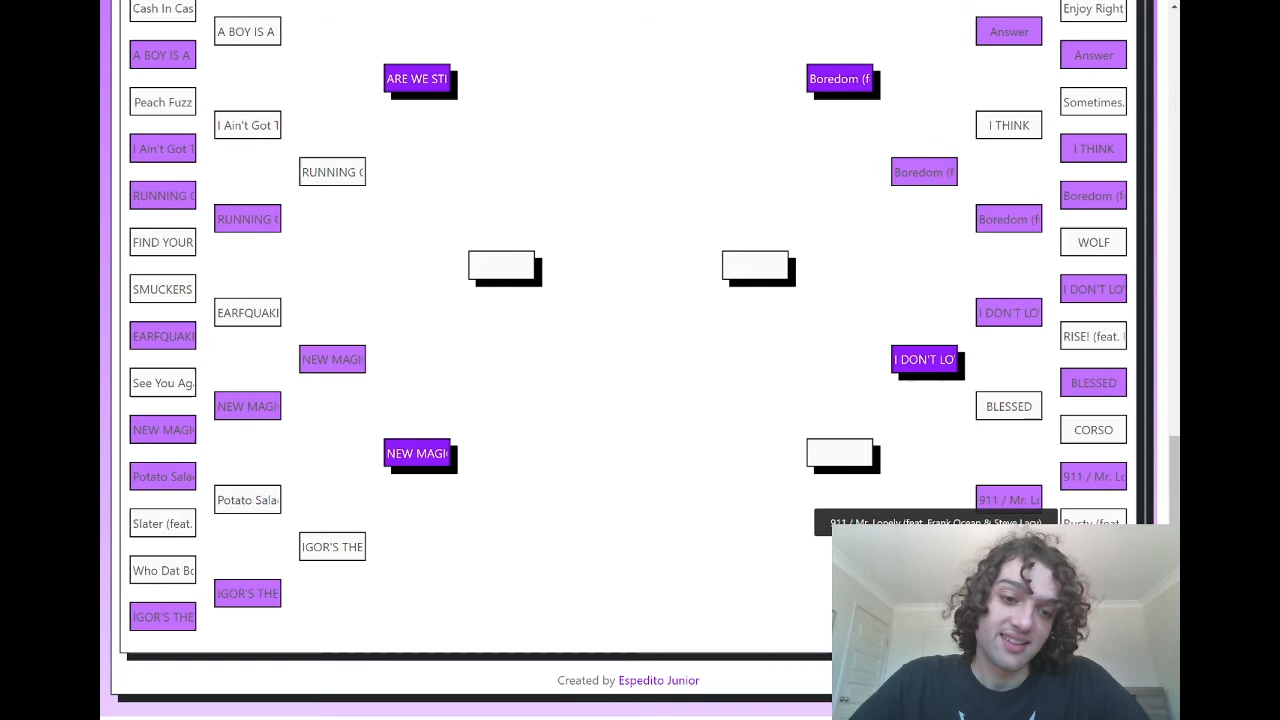 Cash In Cas
A BOY IS A
Peach Fuzz
I Ain't Got T
RUNNING O
FIND YOUR
SMUCKERS
EARFQUAKE
See You Ag
NEW MAGI
Potato Sala
Slater (feat.
Who Dat Bo
IGOR'S THE
A BOY IS A
I Ain't Got T
RUNNING O
EARFQUAKI
NEW MAGI
Potato Sala
IGOR'S THE
RUNNING O
NEW MAGI
IGOR'S THE
ARE WE STI
NEW MAGI
Boredom (f
Boredom (f
I DON'T LO
Answer
I THINK
Boredom (f
I DON'T LO
BLESSED
911 / Mr. Lo
911 / Mr. Lonely (feat. Frank Ocean & Steve Lacy)
Enjoy Right
Answer
Sometimes.
I THINK
Boredom (f
WOLF
I DON'T LO
RISE! (feat.
BLESSED
CORSO
911 / Mr. Lo
Rusty (feat.
Created by Espedito Junior